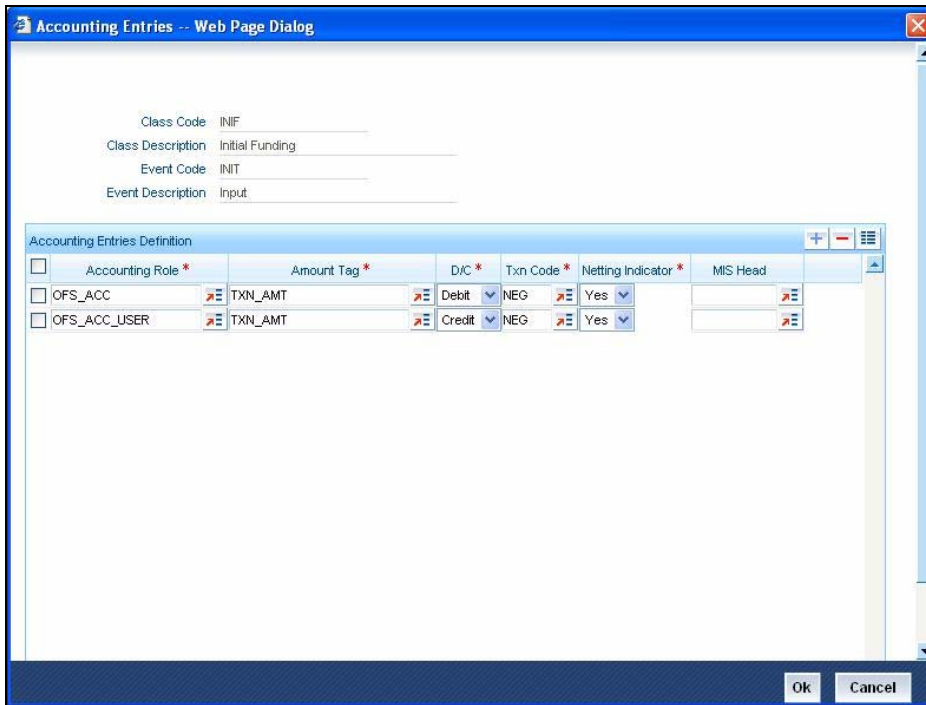 Accounting Entries -- Web Page Dialog
Class Code INIF
Class Description Initial Funding
Event Code INIT
Event Description Input
Accounting Entries Definition
Accounting Role * Amount Tag * D/C * Txn Code * Netting Indicator * MIS Head
OFS_ACC TXN_AMT Debit NEG Yes
OFS_ACC_USER TXN_AMT Credit NEG Yes
Ok Cancel